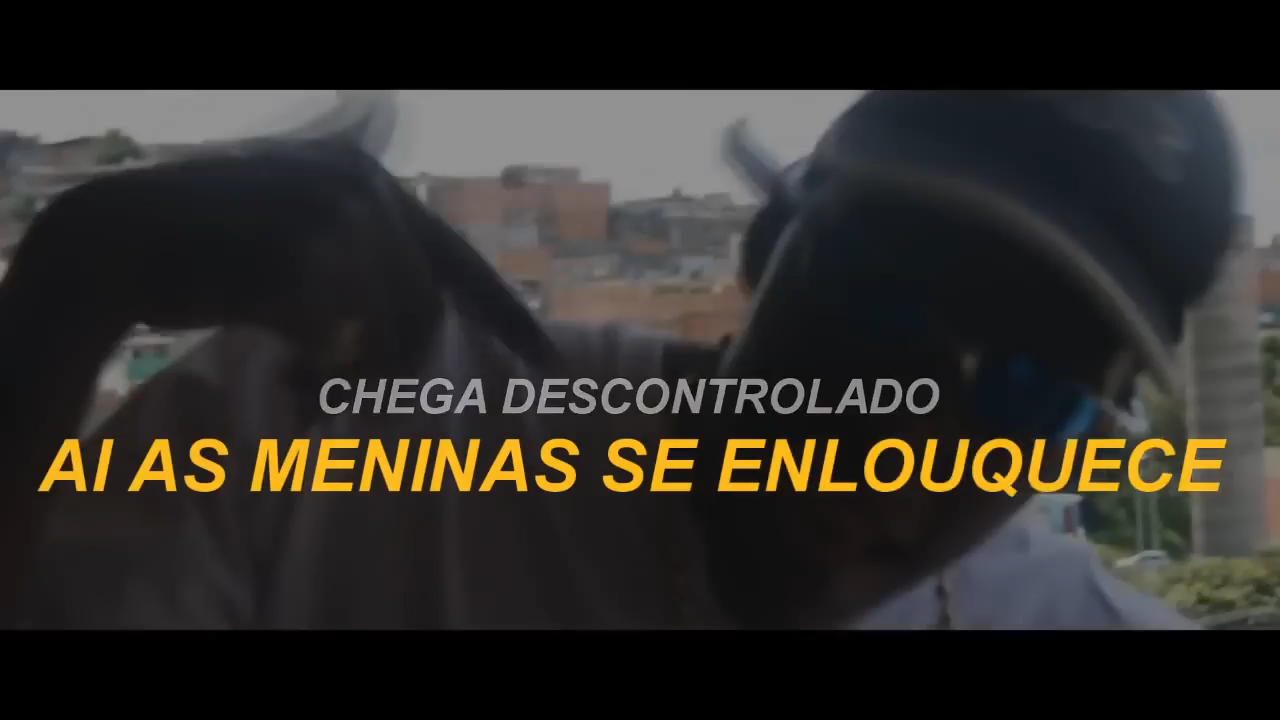 CHEGA DESCONTROLADO
AI AS MENINAS SE ENLOUQUECE